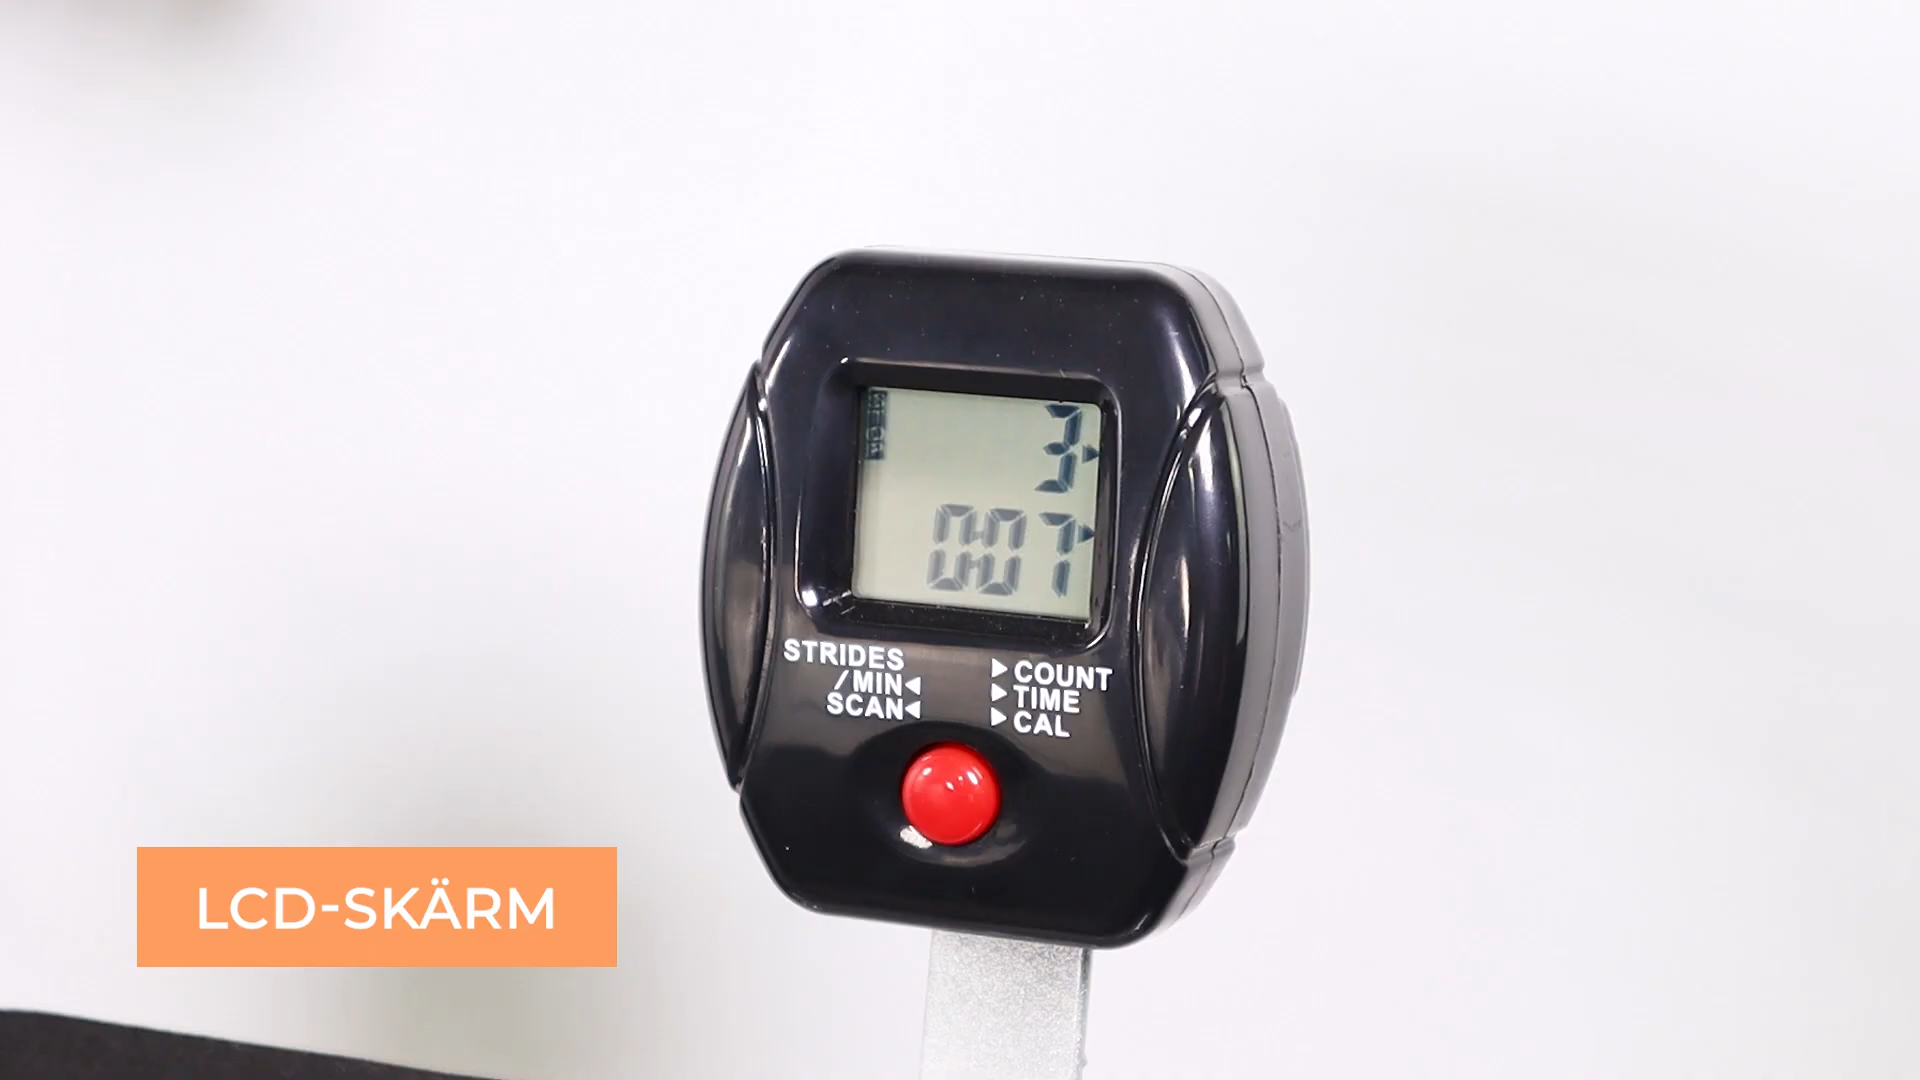 3
0:07
STRIDES
/MIN◀
SCAN◀
▶COUNT
▶TIME
▶CAL
LCD-SKÄRM